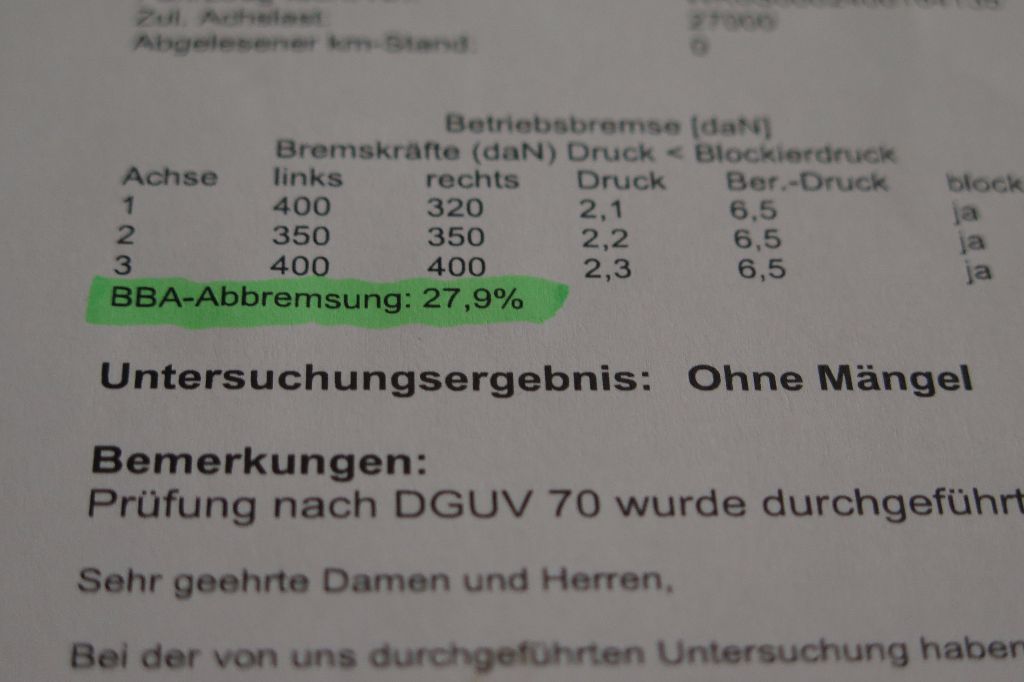 Zul. Achslast: 27000
Abgelesener km-Stand: 0
Betriebsbremse [daN]
Bremskräfte (daN) Druck < Blockierdruck
Achse links rechts Druck Ber.-Druck block
1 400 320 2,1 6,5 ja
2 350 350 2,2 6,5 ja
3 400 400 2,3 6,5 ja
BBA-Abbremsung: 27,9%
Untersuchungsergebnis: Ohne Mängel
Bemerkungen:
Prüfung nach DGUV 70 wurde durchgeführt
Sehr geehrte Damen und Herren,
Bei der von uns durchgeführten Untersuchung haben